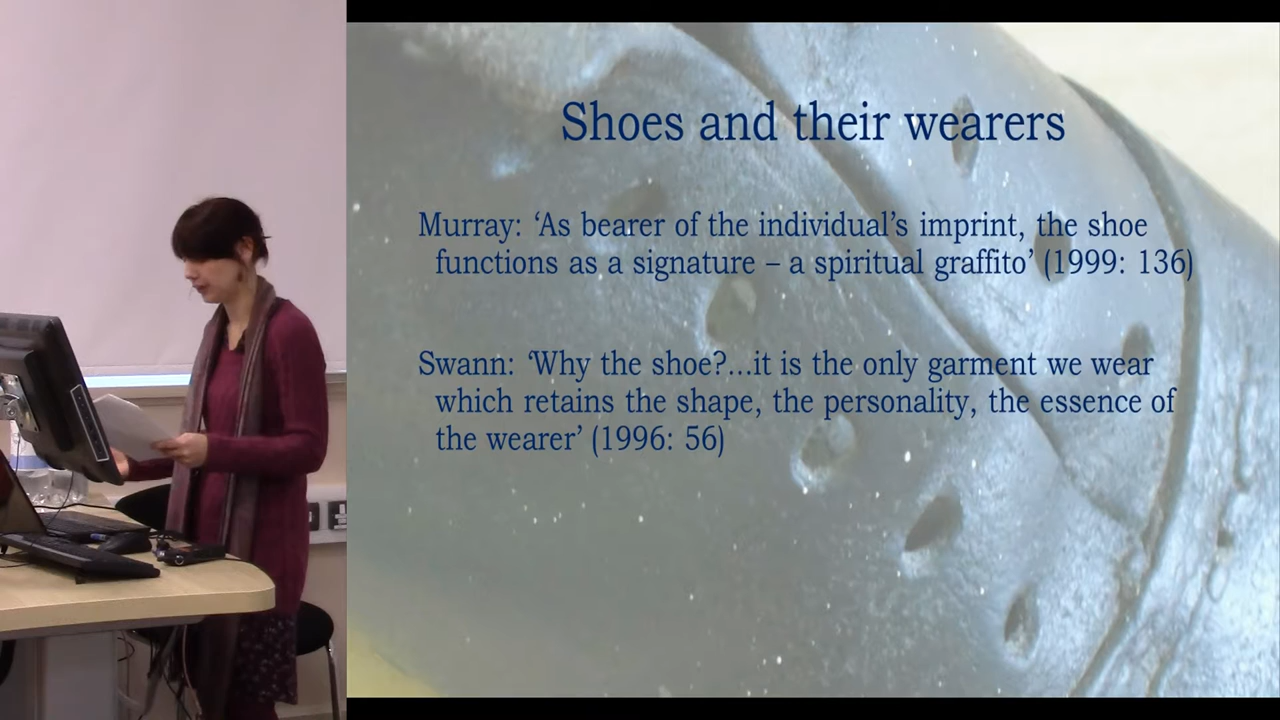 Shoes and their wearers
Murray: ‘As bearer of the individual’s imprint, the shoe
functions as a signature – a spiritual graffito’ (1999: 136)
Swann: ‘Why the shoe?...it is the only garment we wear
which retains the shape, the personality, the essence of
the wearer’ (1996: 56)